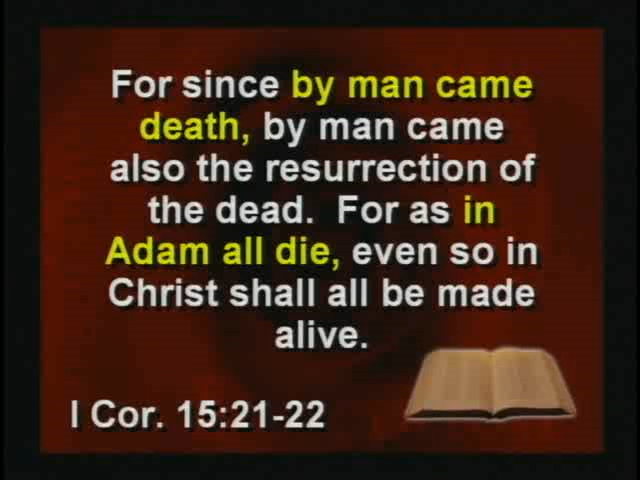 For since by man came
death, by man came
also the resurrection of
the dead.  For as in
Adam all die, even so in
Christ shall all be made
alive.
I Cor. 15:21-22